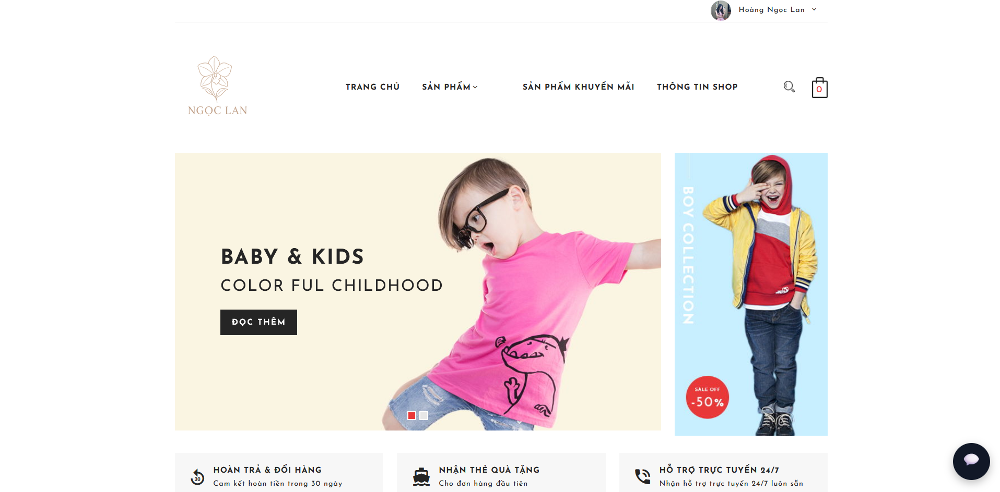 Hoàng Ngọc Lan
NGỌC LAN
TRANG CHỦ
SẢN PHẨM
SẢN PHẨM KHUYẾN MÃI
THÔNG TIN SHOP
0
BABY & KIDS
COLOR FUL CHILDHOOD
ĐỌC THÊM
BOY COLLECTION
SALE OFF
-50%
30
HOÀN TRẢ & ĐỔI HÀNG
Cam kết hoàn tiền trong 30 ngày
NHẬN THẺ QUÀ TẶNG
Cho đơn hàng đầu tiên
HỖ TRỢ TRỰC TUYẾN 24/7
Nhận hỗ trợ trực tuyến 24/7 luôn sẵn